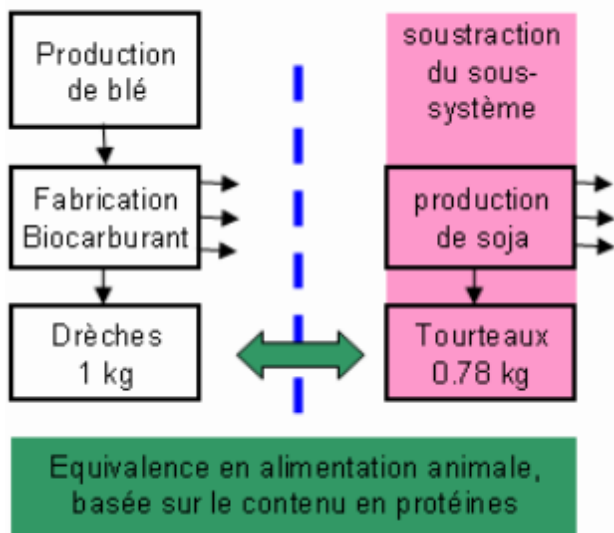 Production
de blé
Fabrication
Biocarburant
Drèches
1 kg
soustraction
du sous-
système
production
de soja
Tourteaux
0.78 kg
Equivalence en alimentation animale,
basée sur le contenu en protéines